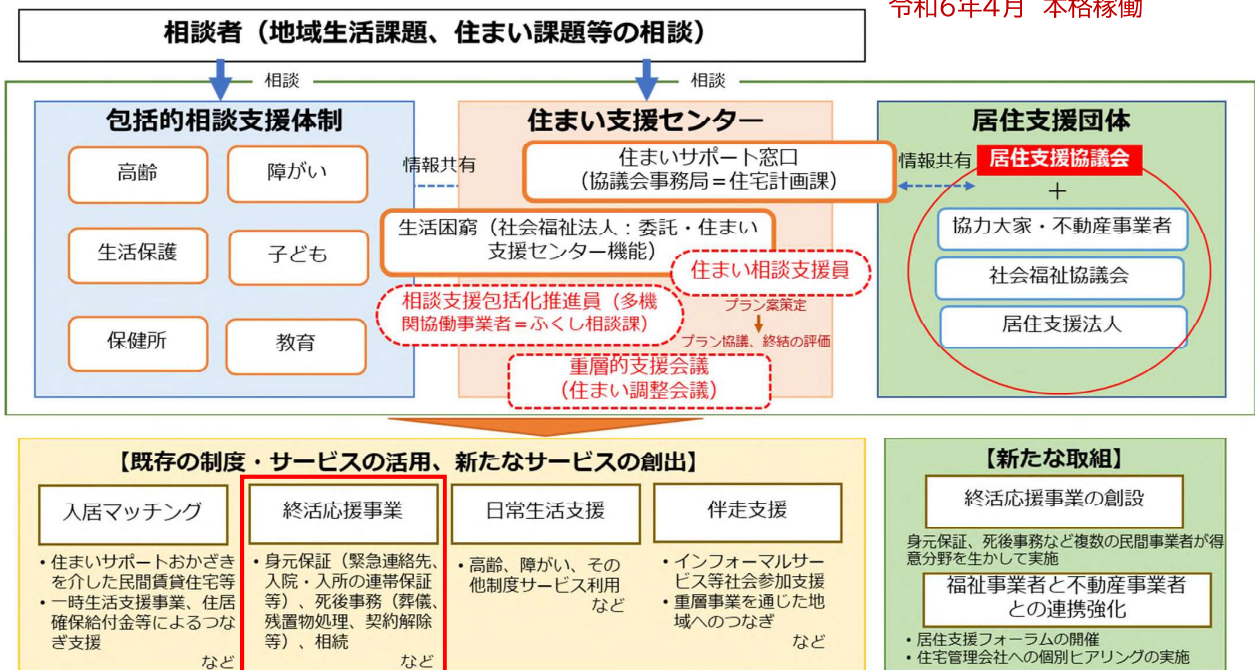 令和6年4月 本格稼働
相談者（地域生活課題、住まい課題等の相談）
相談
相談
包括的相談支援体制
高齢
障がい
生活保護
子ども
保健所
教育
情報共有
住まい支援センター
住まいサポート窓口
（協議会事務局＝住宅計画課）
生活困窮（社会福祉法人：委託・住まい
支援センター機能）
住まい相談支援員
相談支援包括化推進員（多機
関協働事業者＝ふくし相談課）
プラン案策定
プラン協議、終結の評価
重層的支援会議
（住まい調整会議）
情報共有
居住支援団体
居住支援協議会
＋
協力大家・不動産事業者
社会福祉協議会
居住支援法人
【既存の制度・サービスの活用、新たなサービスの創出】
入居マッチング
・住まいサポートおかざき
を介した民間賃貸住宅等
・一時生活支援事業、住居
確保給付金等によるつな
ぎ支援
など
終活応援事業
・身元保証（緊急連絡先、
入院・入所の連帯保証
等）、死後事務（葬儀、
残置物処理、契約解除
等）、相続
など
日常生活支援
・高齢、障がい、その
他制度サービス利用
など
伴走支援
・インフォーマルサー
ビス等社会参加支援
・重層事業を通じた地
域へのつなぎ
など
【新たな取組】
終活応援事業の創設
身元保証、死後事務など複数の民間事業者が得
意分野を生かして実施
福祉事業者と不動産事業者
との連携強化
・居住支援フォーラムの開催
・住宅管理会社への個別ヒアリングの実施